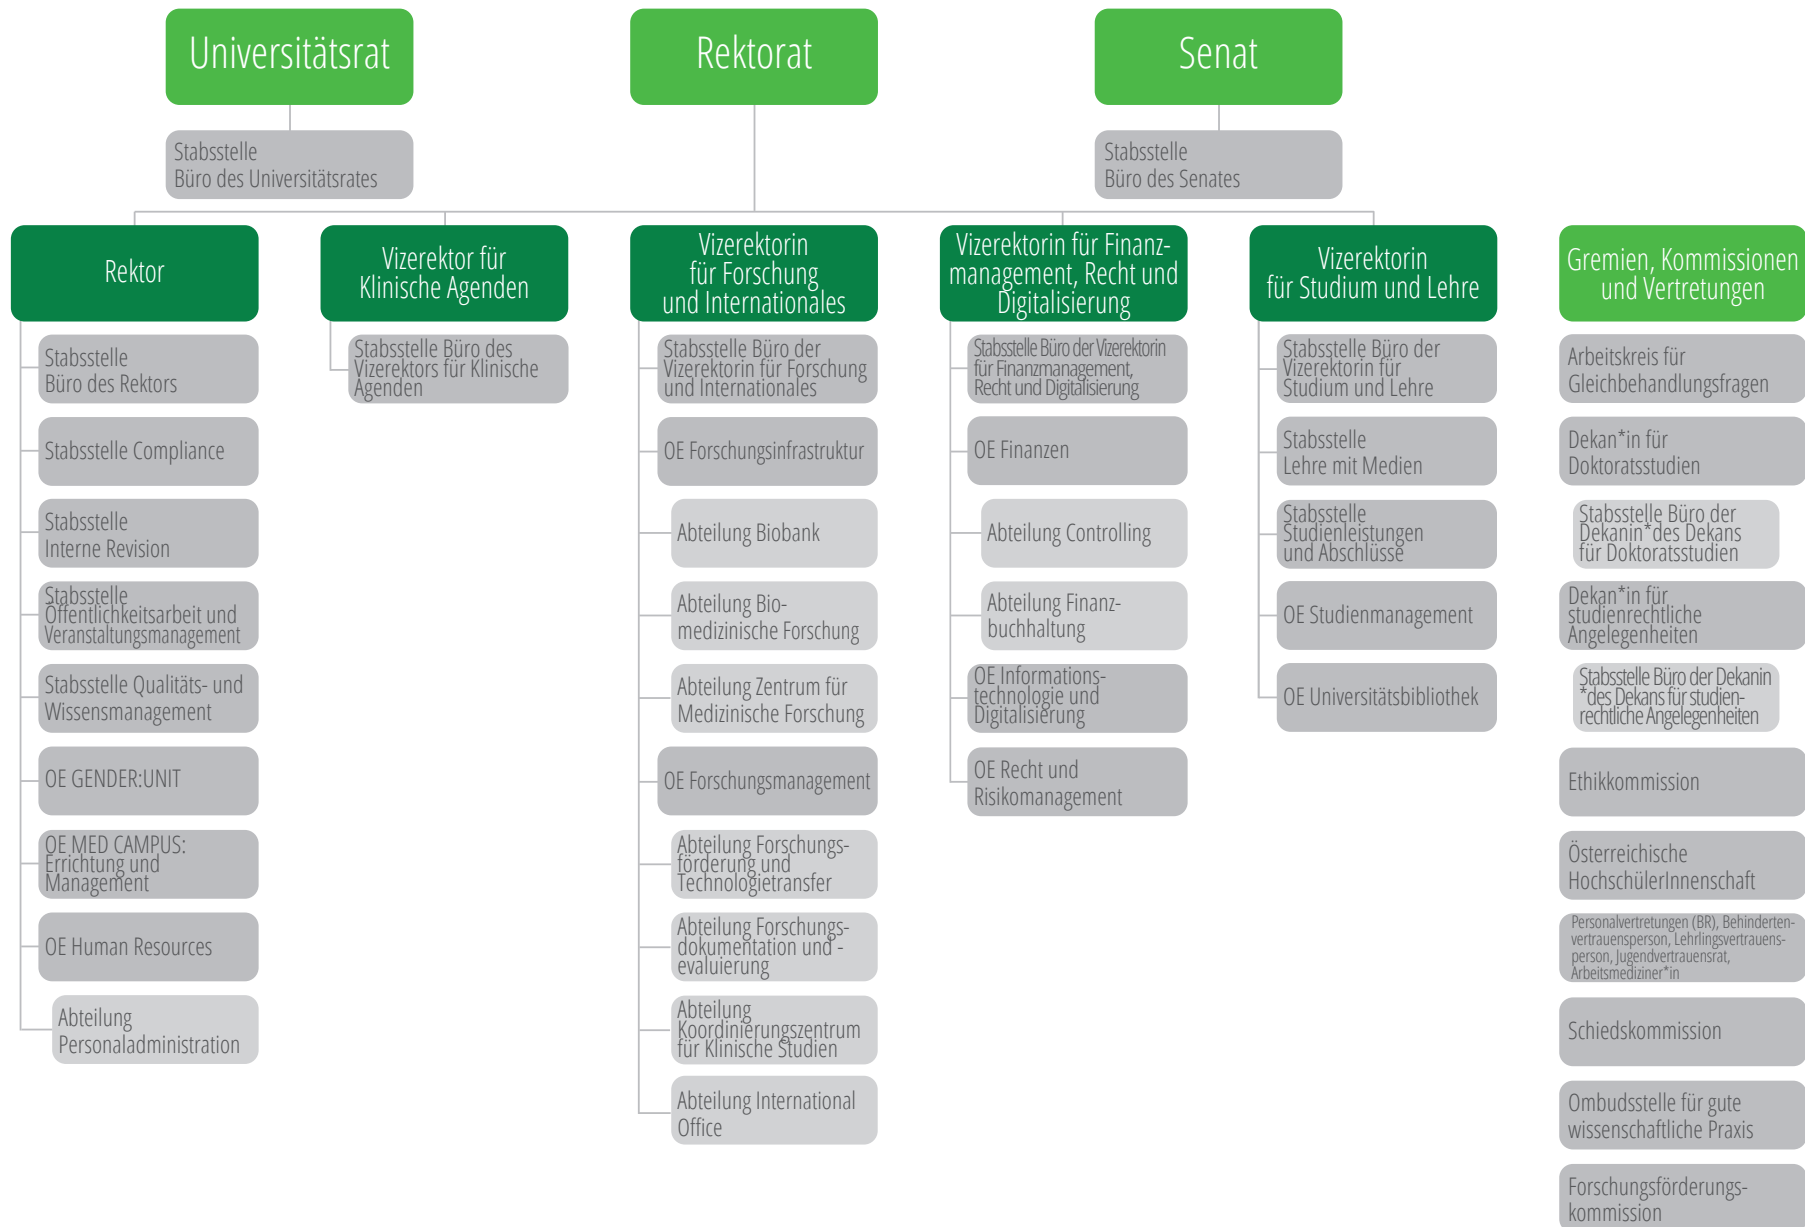 Universitätsrat
Rektorat
Senat
Stabsstelle
Büro des Universitätsrates
Stabsstelle
Büro des Senates
Rektor
Stabsstelle
Büro des Rektors
Stabsstelle Compliance
Stabsstelle
Interne Revision
Stabsstelle
Öffentlichkeitsarbeit und
Veranstaltungsmanagement
Stabsstelle Qualitäts- und
Wissensmanagement
OE GENDER:UNIT
OE MED CAMPUS:
Errichtung und
Management
OE Human Resources
Abteilung
Personaladministration
Vizerektor für
Klinische Agenden
Stabsstelle Büro des
Vizerektors für Klinische
Agenden
Vizerektorin
für Forschung
und Internationales
Stabsstelle Büro der
Vizerektorin für Forschung
und Internationales
OE Forschungsinfrastruktur
Abteilung Biobank
Abteilung Bio-
medizinische Forschung
Abteilung Zentrum für
Medizinische Forschung
OE Forschungsmanagement
Abteilung Forschungs-
förderung und
Technologietransfer
Abteilung Forschungs-
dokumentation und -
evaluierung
Abteilung
Koordinierungszentrum
für Klinische Studien
Abteilung International
Office
Vizerektorin für Finanz-
management, Recht und
Digitalisierung
Stabsstelle Büro der Vizerektorin
für Finanzmanagement,
Recht und Digitalisierung
OE Finanzen
Abteilung Controlling
Abteilung Finanz-
buchhaltung
OE Informations-
technologie und
Digitalisierung
OE Recht und
Risikomanagement
Vizerektorin
für Studium und Lehre
Stabsstelle Büro der
Vizerektorin für
Studium und Lehre
Stabsstelle
Lehre mit Medien
Stabsstelle
Studienleistungen
und Abschlüsse
OE Studienmanagement
OE Universitätsbibliothek
Gremien, Kommissionen
und Vertretungen
Arbeitskreis für
Gleichbehandlungsfragen
Dekan*in für
Doktoratsstudien
Stabsstelle Büro der
Dekanin*des Dekans
für Doktoratsstudien
Dekan*in für
studienrechtliche
Angelegenheiten
Stabsstelle Büro der Dekanin
*des Dekans für studien-
rechtliche Angelegenheiten
Ethikkommission
Österreichische
HochschülerInnenschaft
Personalvertretungen (BR), Behinderten-
vertrauensperson, Lehrlingsvertrauens-
person, Jugendvertrauensrat,
Arbeitsmediziner*in
Schiedskommission
Ombudsstelle für gute
wissenschaftliche Praxis
Forschungsförderungs-
kommission